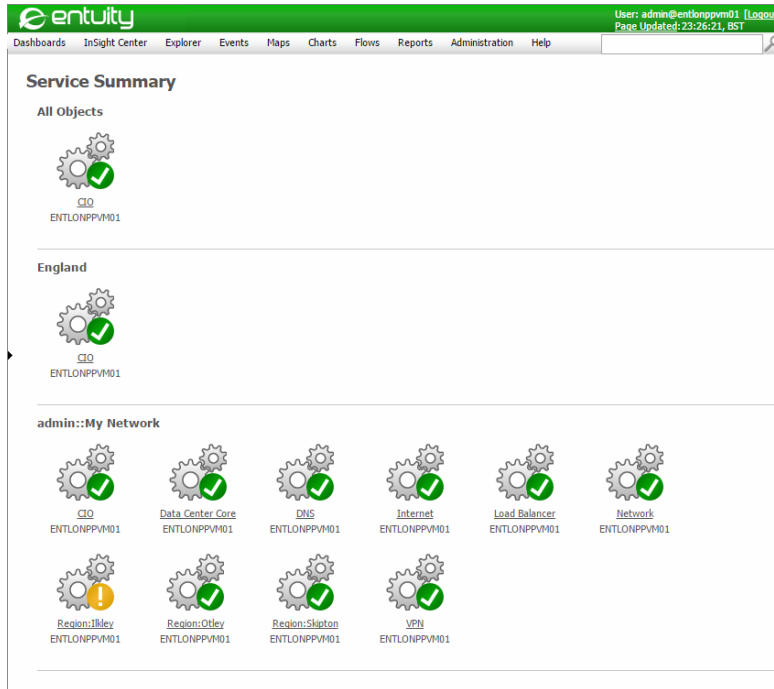 entuity
User: admin@entlonppvm01 [Logou
Page Updated:23:26:21, BST
Dashboards InSight Center Explorer Events Maps Charts Flows Reports Administration Help
Service Summary
All Objects
CIO
ENTLONPPVM01
England
CIO
ENTLONPPVM01
admin::My Network
CIO Data Center Core DNS Internet Load Balancer Network
ENTLONPPVM01 ENTLONPPVM01 ENTLONPPVM01 ENTLONPPVM01 ENTLONPPVM01 ENTLONPPVM01
Region:Ilkley Region:Otley Region:Skipton VPN
ENTLONPPVM01 ENTLONPPVM01 ENTLONPPVM01 ENTLONPPVM01